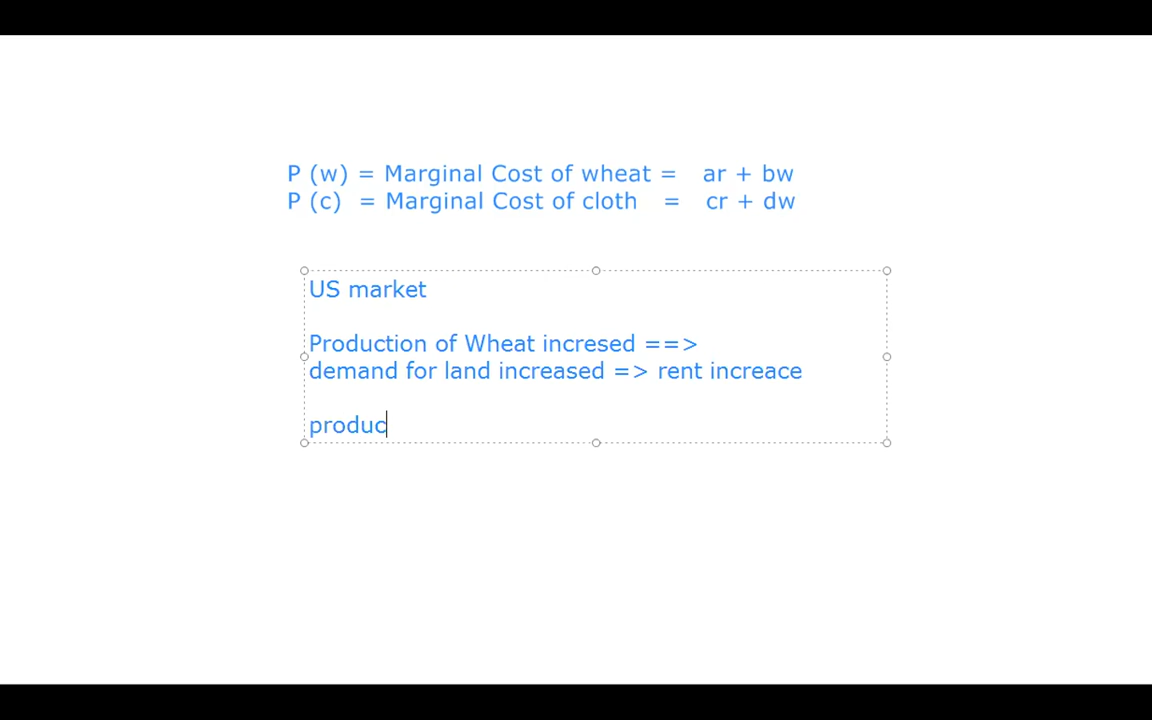 P (w) = Marginal Cost of wheat = ar + bw
P (c) = Marginal Cost of cloth = cr + dw
US market
Production of Wheat incresed ==>
demand for land increased => rent increace
produc